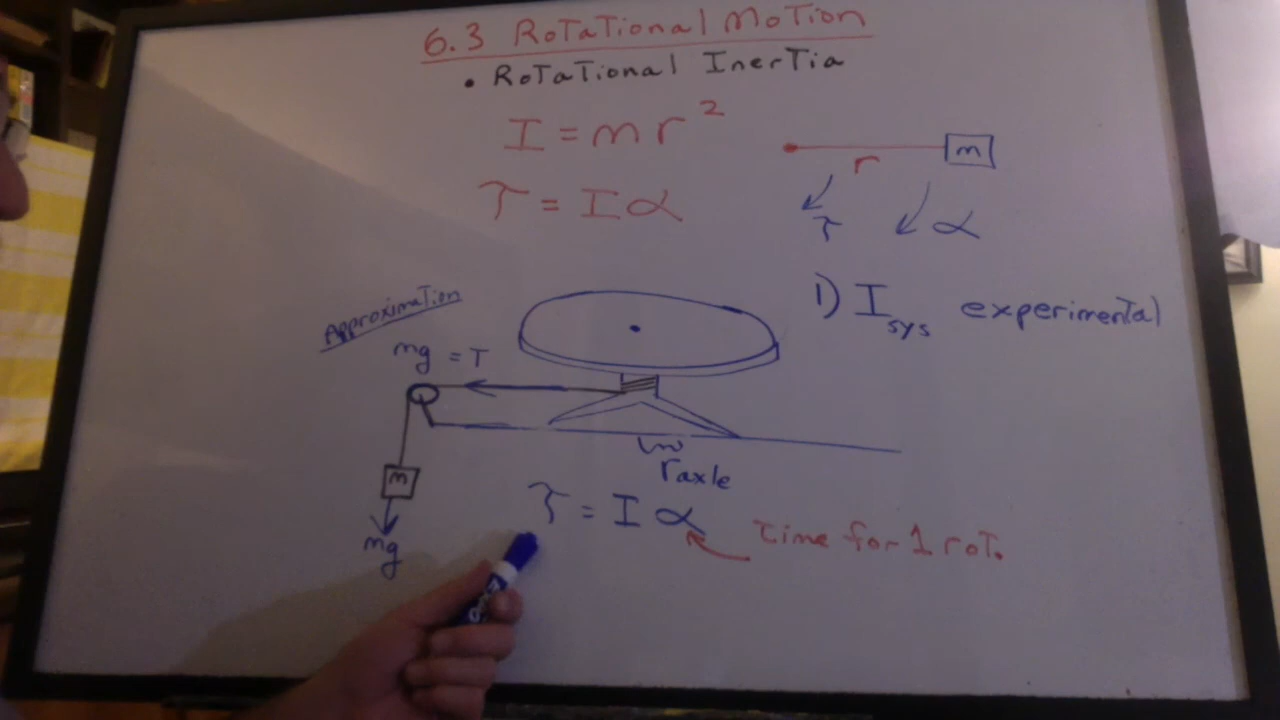 6.3 Rotational Motion
• Rotational Inertia
I = mr²
r
m
τ = Iα
τ
α
1) I sys experimental
Approximation
mg = T
m
mg
r axle
τ = Iα
time for 1 rot.